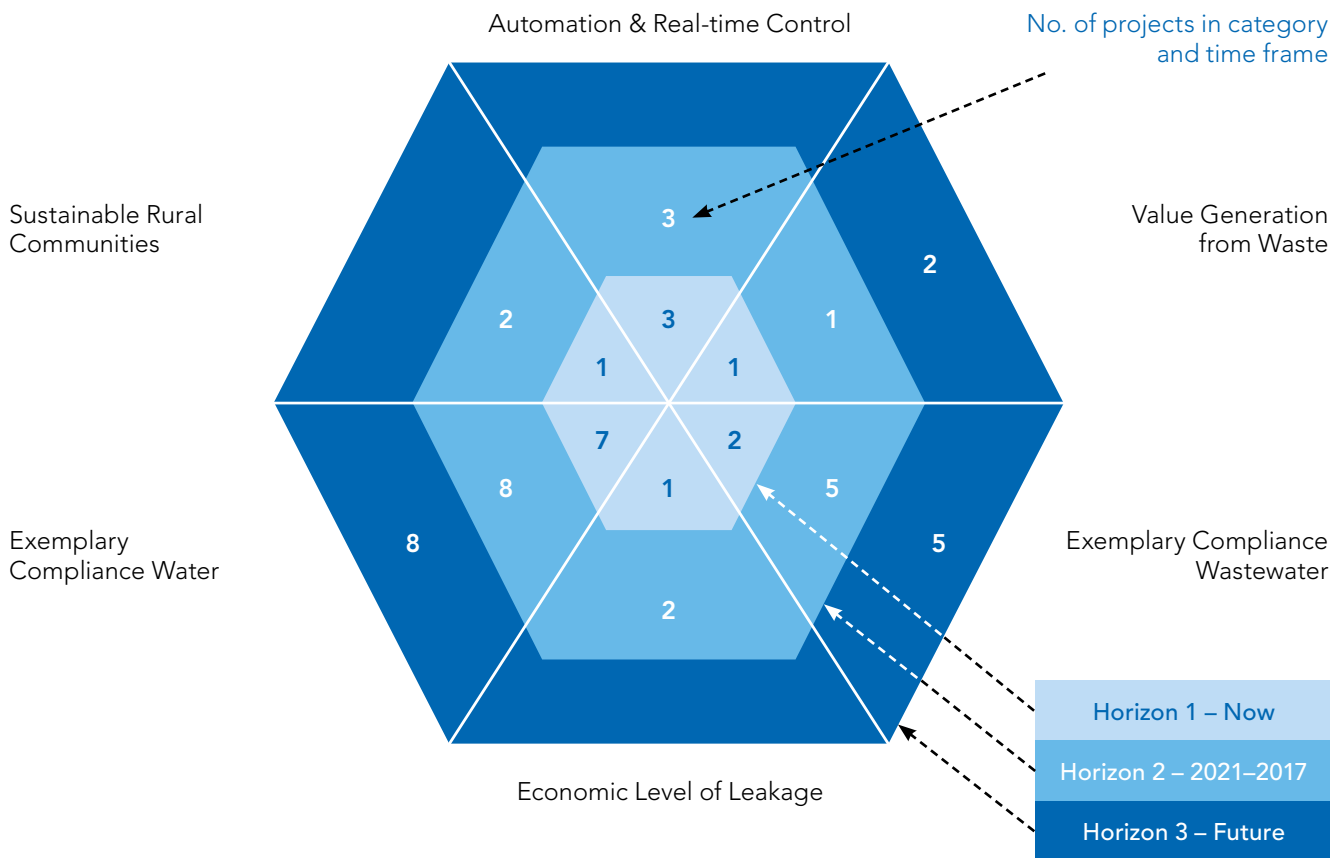 Automation & Real-time Control
No. of projects in category
and time frame
Sustainable Rural
Communities
Value Generation
from Waste
3
2
2
1
3
1
1
7
2
8
1
5
8
5
2
Exemplary
Compliance Water
Exemplary Compliance
Wastewater
Economic Level of Leakage
Horizon 1 – Now
Horizon 2 – 2021–2017
Horizon 3 – Future